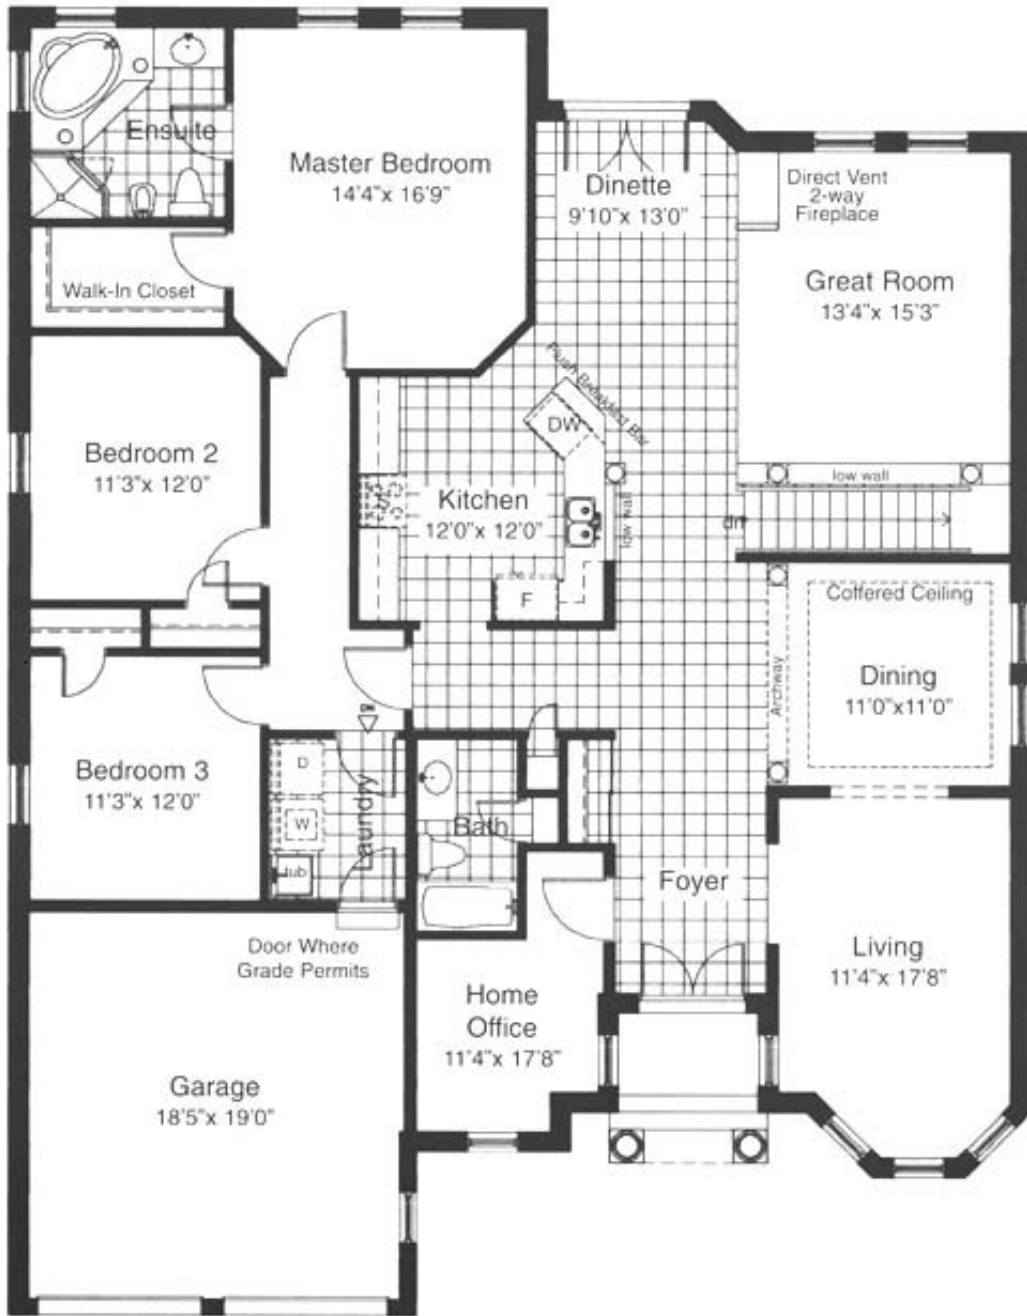 Ensuite
Master Bedroom
14'4"x 16'9"
Dinette
9'10"x 13'0"
Direct Vent
2-way
Fireplace
Walk-In Closet
Great Room
13'4"x 15'3"
Flush Breakfast Bar
DW
Bedroom 2
11'3"x 12'0"
S
Kitchen
12'0"x 12'0"
low wall
low wall
dn
F
Coffered Ceiling
Archway
Dining
11'0"x11'0"
Bedroom 3
11'3"x 12'0"
D
W
tub
Laundry
Bath
Foyer
Door Where
Grade Permits
Living
11'4"x 17'8"
Home
Office
11'4"x 17'8"
Garage
18'5"x 19'0"